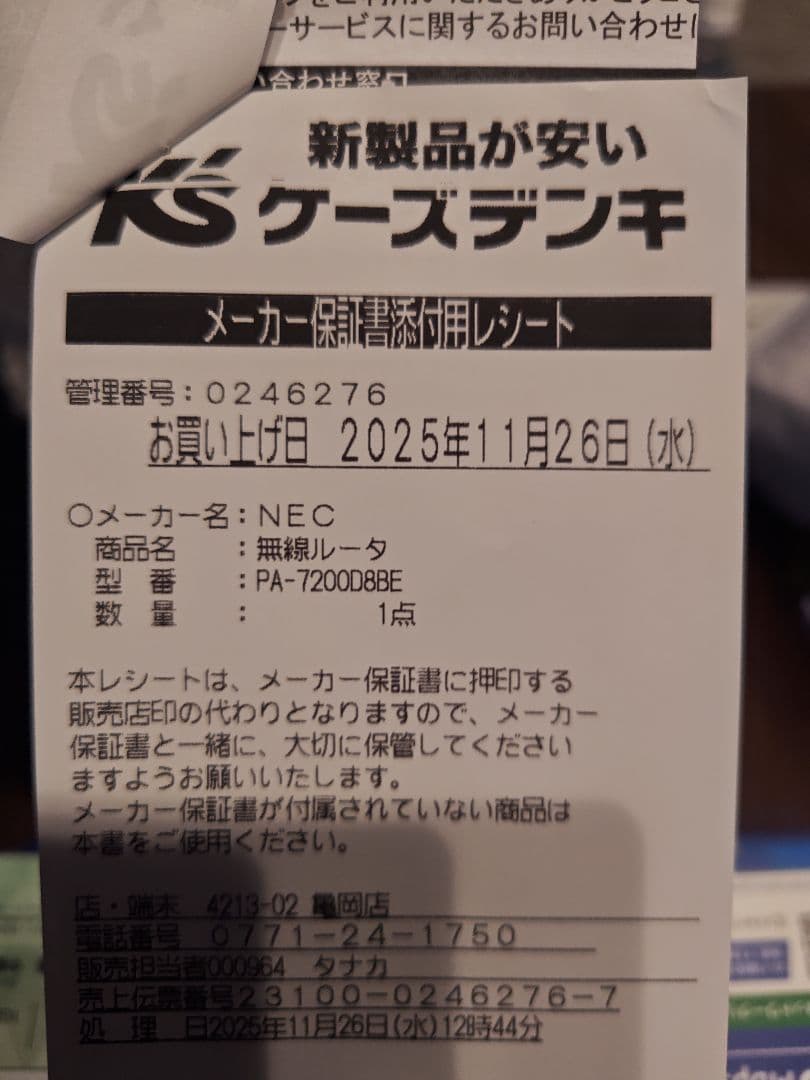 ーサービスに関するお問い合わせは
い合わせ窓口
新製品が安い
KS ケーズデンキ
メーカー保証書添付用レシート
管理番号：０２４６２７６
お買い上げ日 2025年11月26日(水)
○メーカー名：ＮＥＣ
商品名 ：無線ルータ
型 番 ：PA-7200D8BE
数 量 ： 1点
本レシートは、メーカー保証書に押印する
販売店印の代わりとなりますので、メーカー
保証書と一緒に、大切に保管してください
ますようお願いいたします。
メーカー保証書が付属されていない商品は
本書をご使用ください。
店・端末 4213-02 亀岡店
電話番号 ０７７１－２４－１７５０
販売担当者000964 タナカ
売上伝票番号２３１００－０２４６２７６－７
処 理 日2025年11月26日(水)12時44分